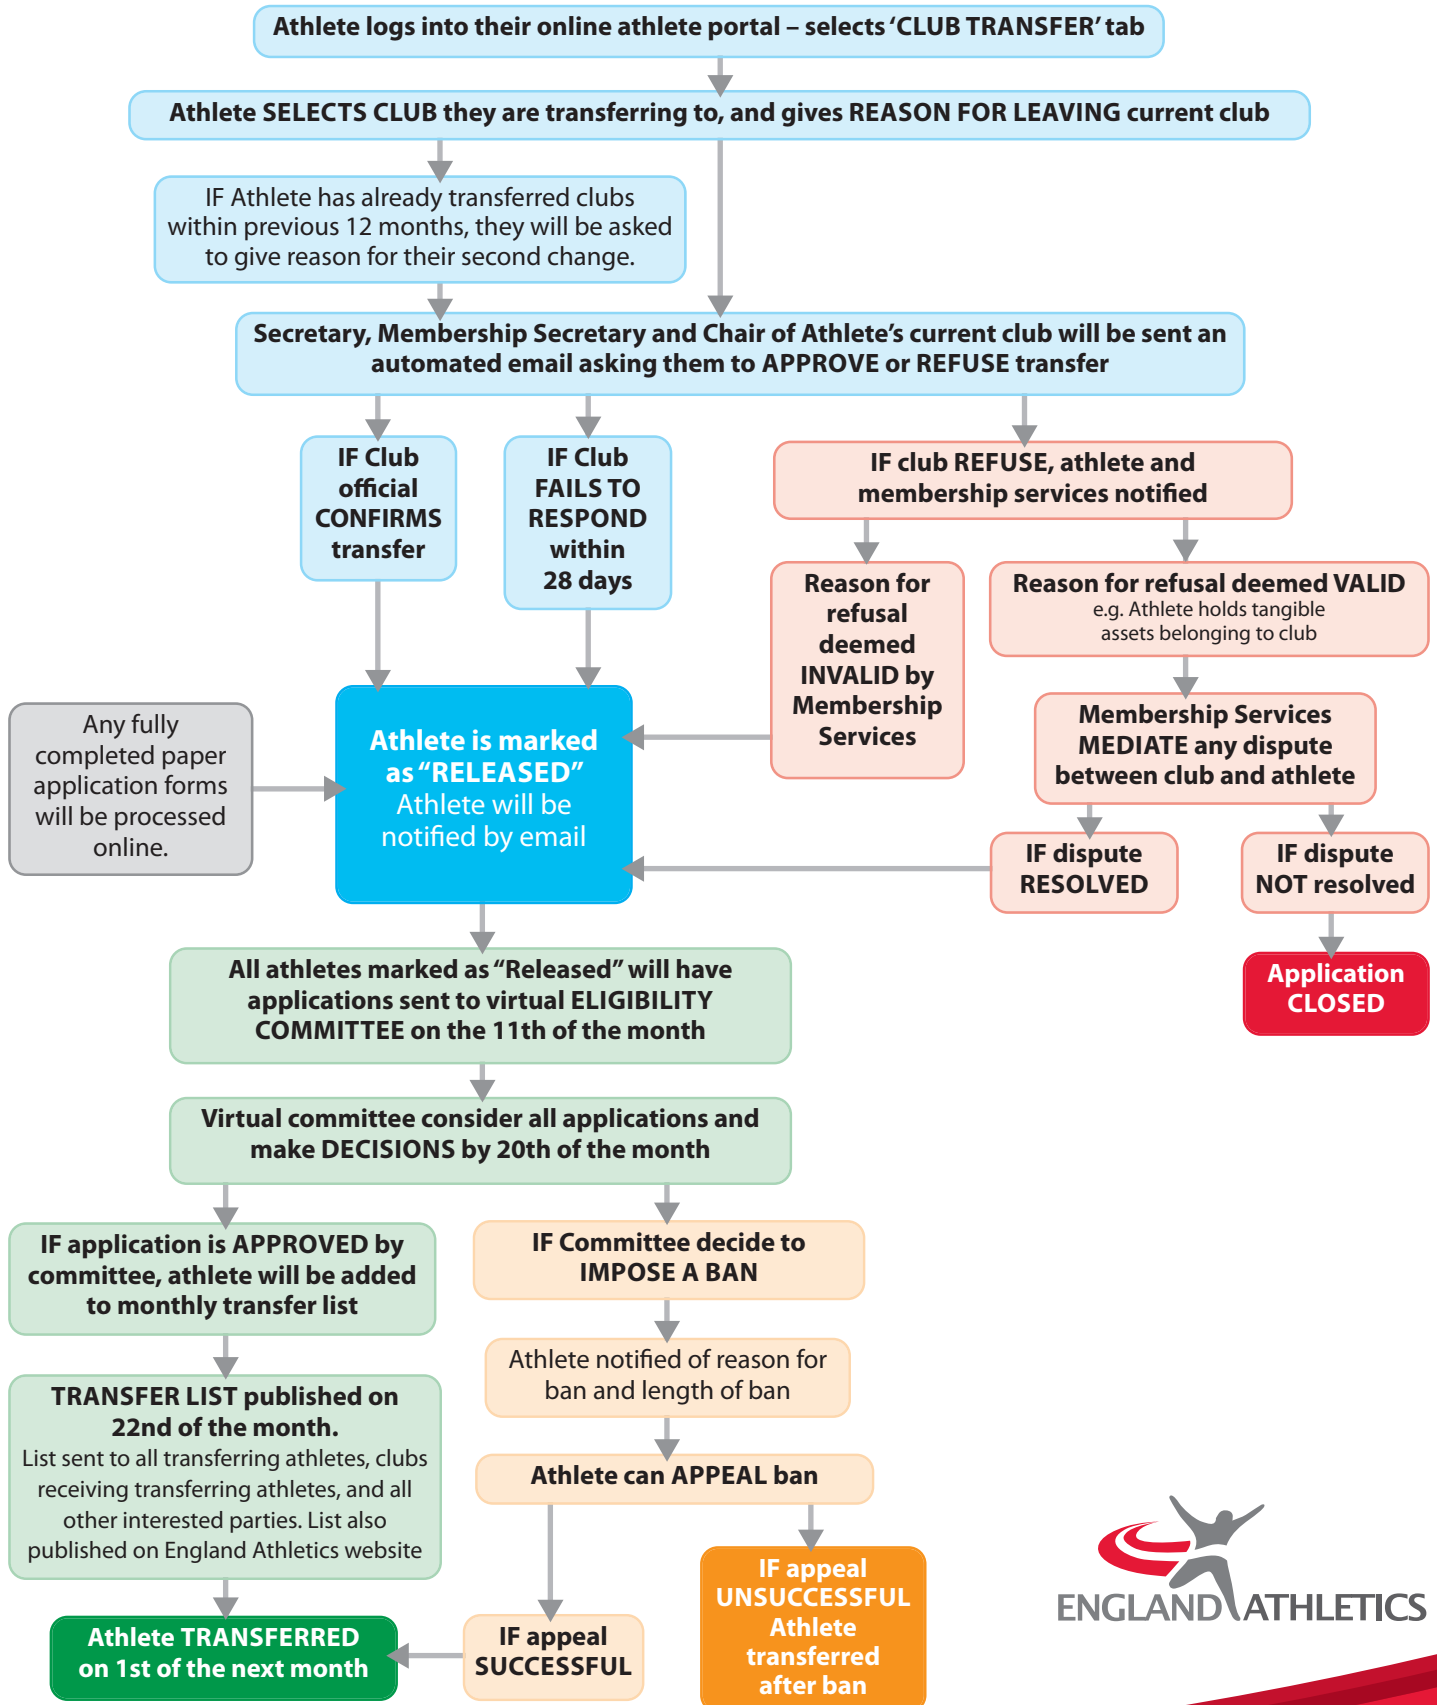 Athlete logs into their online athlete portal – selects ‘CLUB TRANSFER’ tab
Athlete SELECTS CLUB they are transferring to, and gives REASON FOR LEAVING current club
IF Athlete has already transferred clubs
within previous 12 months, they will be asked
to give reason for their second change.
Secretary, Membership Secretary and Chair of Athlete’s current club will be sent an
automated email asking them to APPROVE or REFUSE transfer
IF Club
official
CONFIRMS
transfer
IF Club
FAILS TO
RESPOND
within
28 days
IF club REFUSE, athlete and
membership services notified
Reason for
refusal
deemed
INVALID by
Membership
Services
Reason for refusal deemed VALID
e.g. Athlete holds tangible
assets belonging to club
Membership Services
MEDIATE any dispute
between club and athlete
Any fully
completed paper
application forms
will be processed
online.
Athlete is marked
as “RELEASED”
Athlete will be
notified by email
IF dispute
RESOLVED
IF dispute
NOT resolved
Application
CLOSED
All athletes marked as “Released” will have
applications sent to virtual ELIGIBILITY
COMMITTEE on the 11th of the month
Virtual committee consider all applications and
make DECISIONS by 20th of the month
IF application is APPROVED by
committee, athlete will be added
to monthly transfer list
IF Committee decide to
IMPOSE A BAN
Athlete notified of reason for
ban and length of ban
TRANSFER LIST published on
22nd of the month.
List sent to all transferring athletes, clubs
receiving transferring athletes, and all
other interested parties. List also
published on England Athletics website
Athlete can APPEAL ban
IF appeal
UNSUCCESSFUL
Athlete
transferred
after ban
IF appeal
SUCCESSFUL
Athlete TRANSFERRED
on 1st of the next month
ENGLAND ATHLETICS